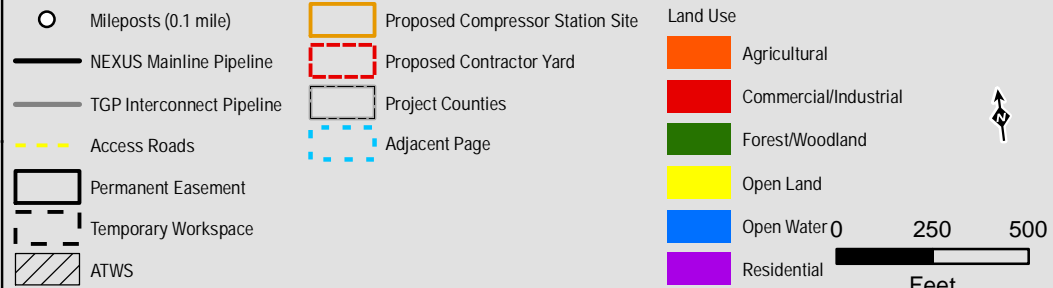 Mileposts (0.1 mile)
NEXUS Mainline Pipeline
TGP Interconnect Pipeline
Access Roads
Permanent Easement
Temporary Workspace
ATWS
Proposed Compressor Station Site
Proposed Contractor Yard
Project Counties
Adjacent Page
Land Use
Agricultural
Commercial/Industrial
Forest/Woodland
Open Land
Open Water
Residential
N
0 250 500
Feet